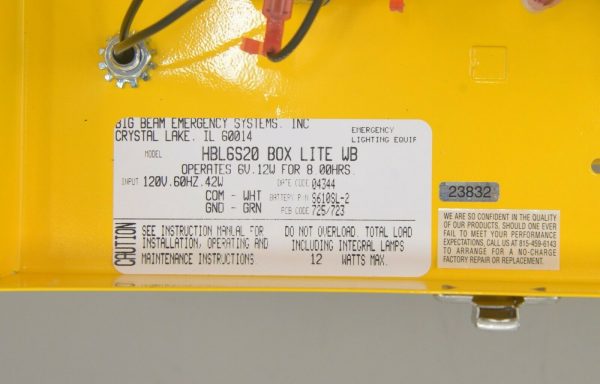 BIG BEAM EMERGENCY SYSTEMS. INC
CRYSTAL LAKE. IL 60014
EMERGENCY
LIGHTING EQUIP
MODEL HBL6S20 BOX LITE WB
OPERATES 6V.12W FOR 8 00HRS.
INPUT 120V.60HZ.42W DATE CODE 04344
COM - WHT BATTERY P/N S6108L-2
GND - GRN PCB CODE 725/723
CAUTION
SEE INSTRUCTION MANUAL FOR
INSTALLATION, OPERATING AND
MAINTENANCE INSTRUCTIONS
DO NOT OVERLOAD. TOTAL LOAD
INCLUDING INTEGRAL LAMPS
12 WATTS MAX.
23832
WE ARE SO CONFIDENT IN THE QUALITY
OF OUR PRODUCTS, SHOULD ONE EVER
FAIL TO MEET YOUR PERFORMANCE
EXPECTATIONS, CALL US AT 815-459-6143
TO ARRANGE FOR A NO-CHARGE
FACTORY REPAIR OR REPLACEMENT.